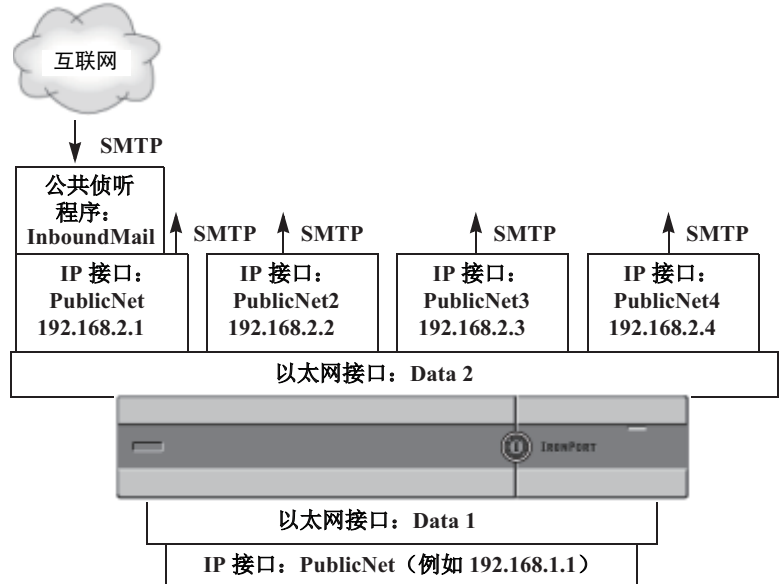 互联网
SMTP
公共侦听
程序：
InboundMail
SMTP
SMTP
SMTP
SMTP
IP 接口：
PublicNet
192.168.2.1
IP 接口：
PublicNet2
192.168.2.2
IP 接口：
PublicNet3
192.168.2.3
IP 接口：
PublicNet4
192.168.2.4
以太网接口：Data 2
IRONPORT
以太网接口：Data 1
IP 接口：PublicNet（例如 192.168.1.1）